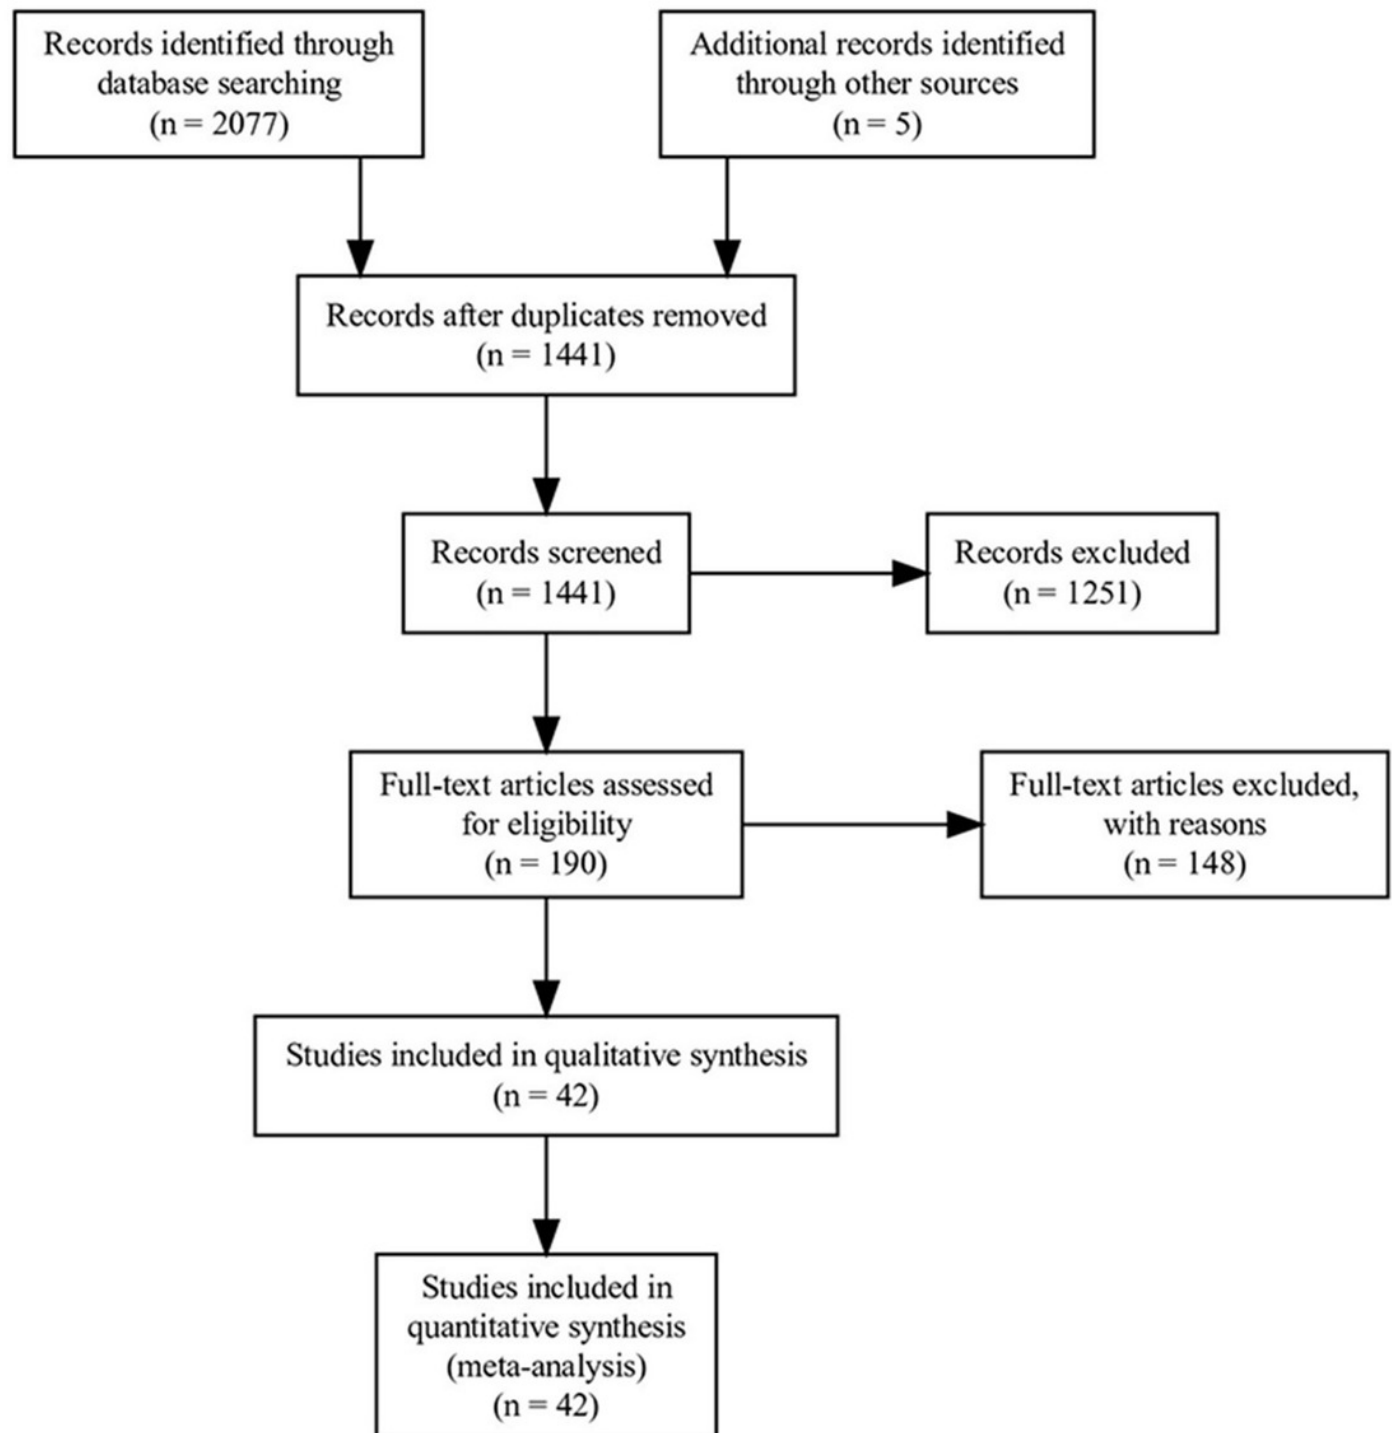 Records identified through
database searching
(n = 2077)
Additional records identified
through other sources
(n = 5)
Records after duplicates removed
(n = 1441)
Records screened
(n = 1441)
Records excluded
(n = 1251)
Full-text articles assessed
for eligibility
(n = 190)
Full-text articles excluded,
with reasons
(n = 148)
Studies included in qualitative synthesis
(n = 42)
Studies included in
quantitative synthesis
(meta-analysis)
(n = 42)